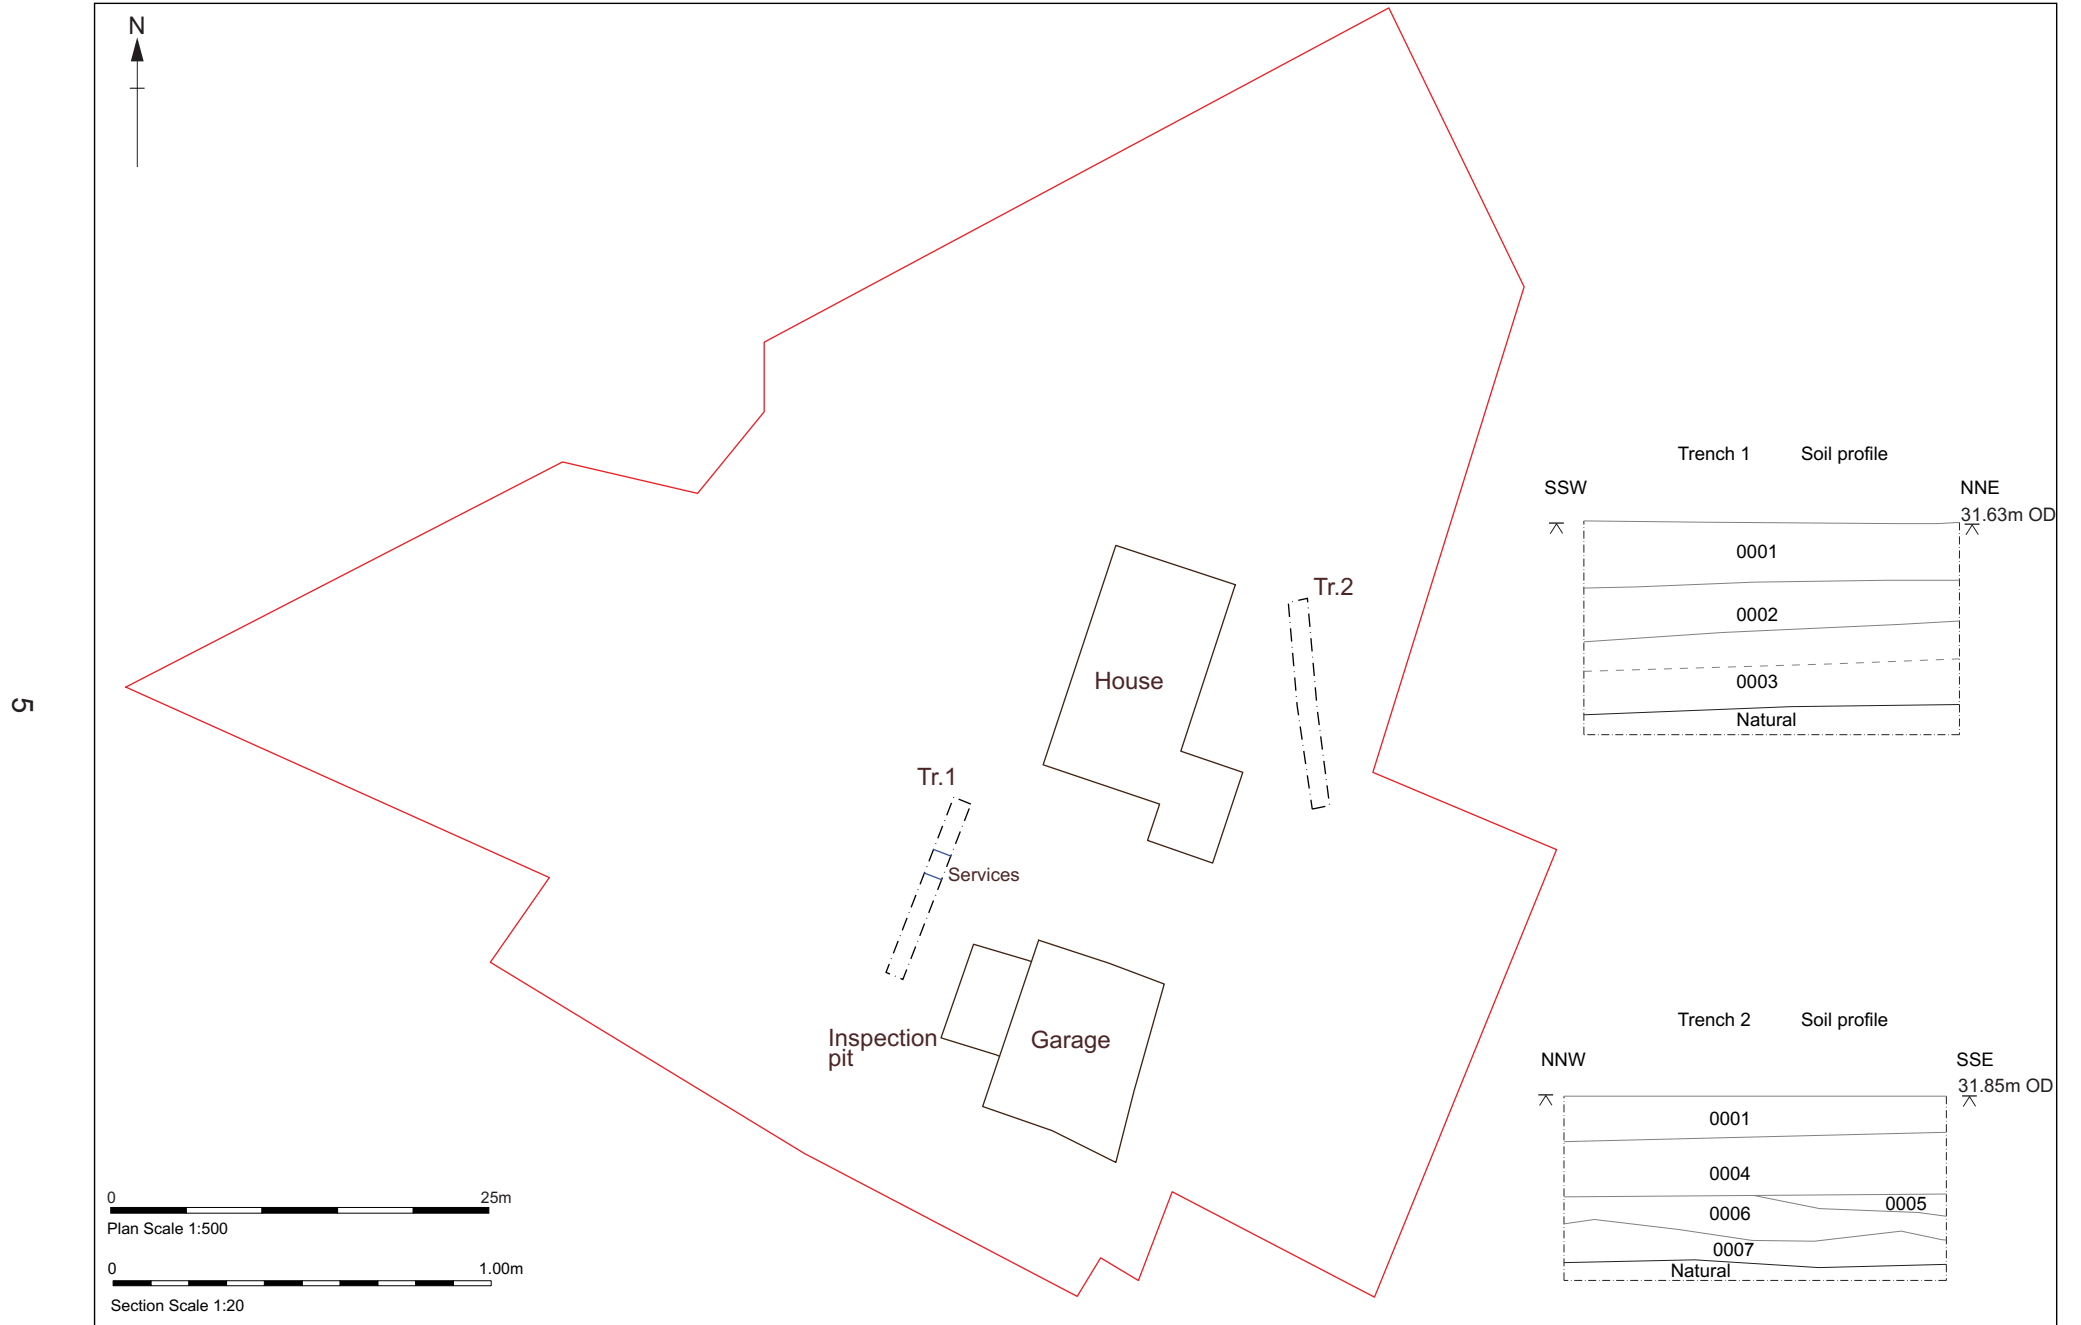 N
Trench 1 Soil profile
SSW NNE
31.63m OD
0001
0002
0003
Natural
Tr.2
House
5
Tr.1
Services
Inspection
pit
Garage
Trench 2 Soil profile
NNW SSE
31.85m OD
0001
0004
0005
0006
0007
Natural
0 25m
Plan Scale 1:500
0 1.00m
Section Scale 1:20